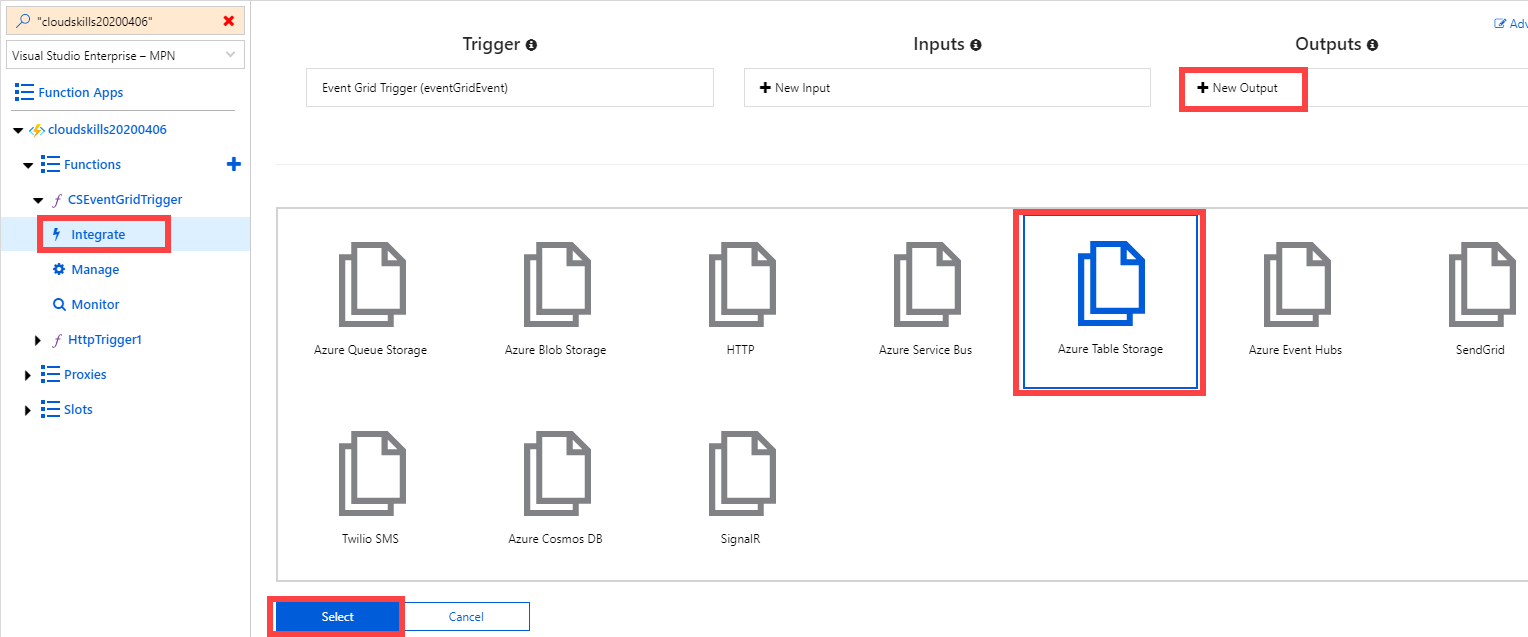 "cloudskills20200406"
Visual Studio Enterprise – MPN
Function Apps
cloudskills20200406
Functions
CSEventGridTrigger
Integrate
Manage
Monitor
HttpTrigger1
Proxies
Slots
Adv
Trigger
Inputs
Outputs
Event Grid Trigger (eventGridEvent)
New Input
New Output
Azure Queue Storage
Azure Blob Storage
HTTP
Azure Service Bus
Azure Table Storage
Azure Event Hubs
SendGrid
Twilio SMS
Azure Cosmos DB
SignalR
Select
Cancel